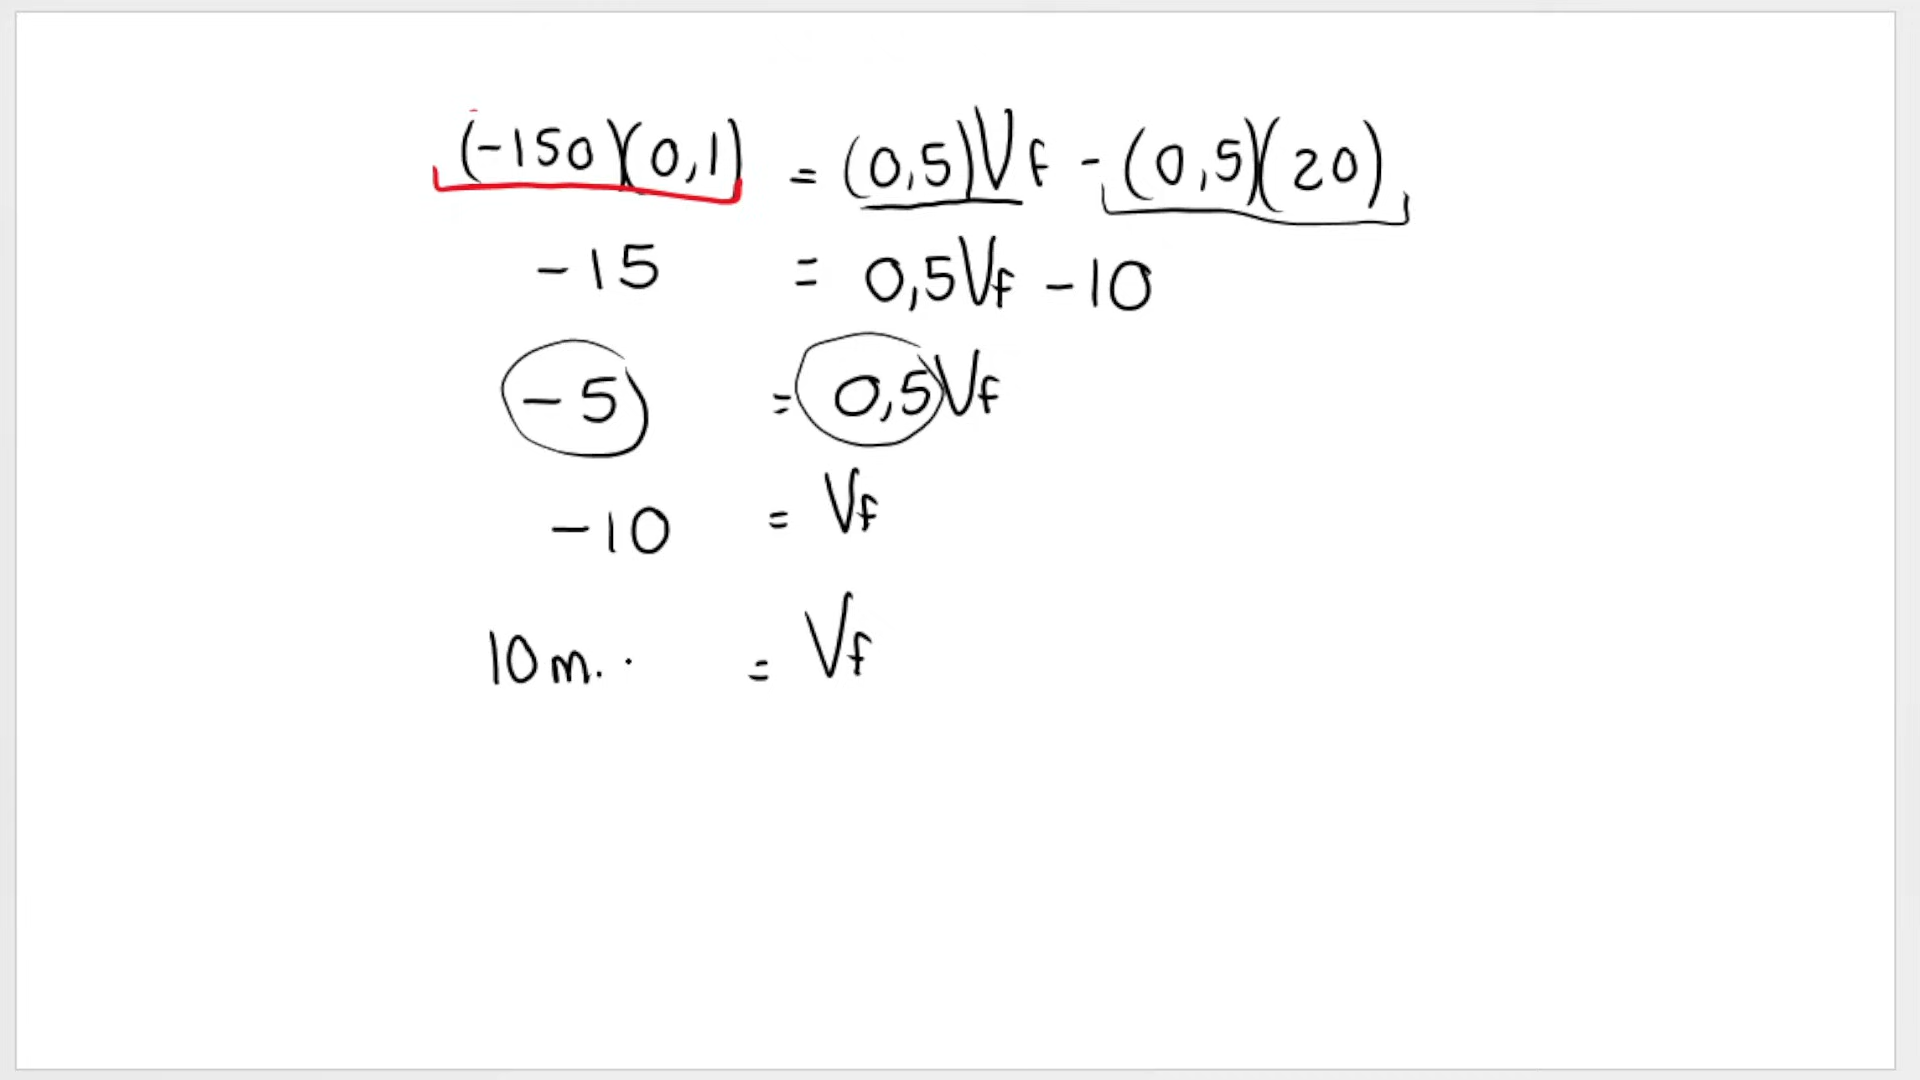 (-150)(0,1) = (0,5)Vf - (0,5)(20)
-15 = 0,5Vf - 10
-5 = 0,5Vf
-10 = Vf
10m.· = Vf